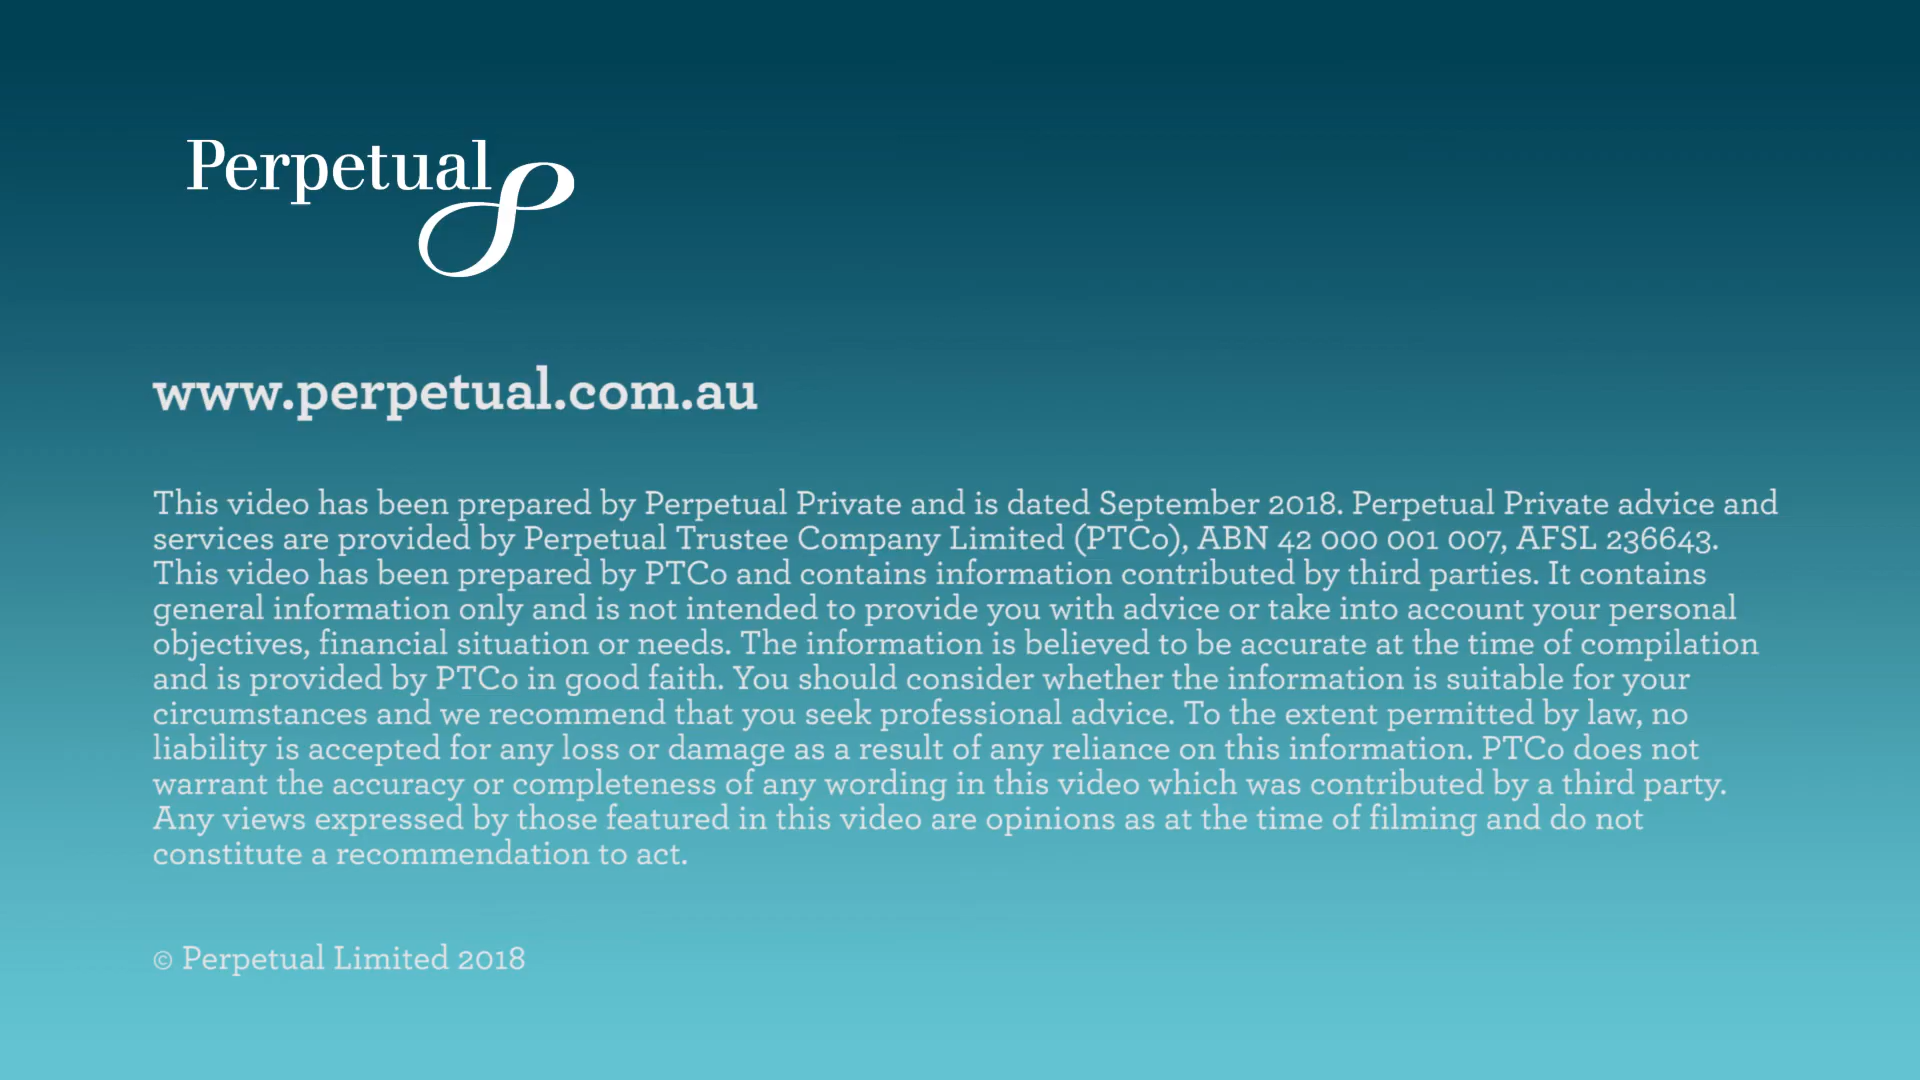 Perpetual
www.perpetual.com.au
This video has been prepared by Perpetual Private and is dated September 2018. Perpetual Private advice and
services are provided by Perpetual Trustee Company Limited (PTCo), ABN 42 000 001 007, AFSL 236643.
This video has been prepared by PTCo and contains information contributed by third parties. It contains
general information only and is not intended to provide you with advice or take into account your personal
objectives, financial situation or needs. The information is believed to be accurate at the time of compilation
and is provided by PTCo in good faith. You should consider whether the information is suitable for your
circumstances and we recommend that you seek professional advice. To the extent permitted by law, no
liability is accepted for any loss or damage as a result of any reliance on this information. PTCo does not
warrant the accuracy or completeness of any wording in this video which was contributed by a third party.
Any views expressed by those featured in this video are opinions as at the time of filming and do not
constitute a recommendation to act.
© Perpetual Limited 2018